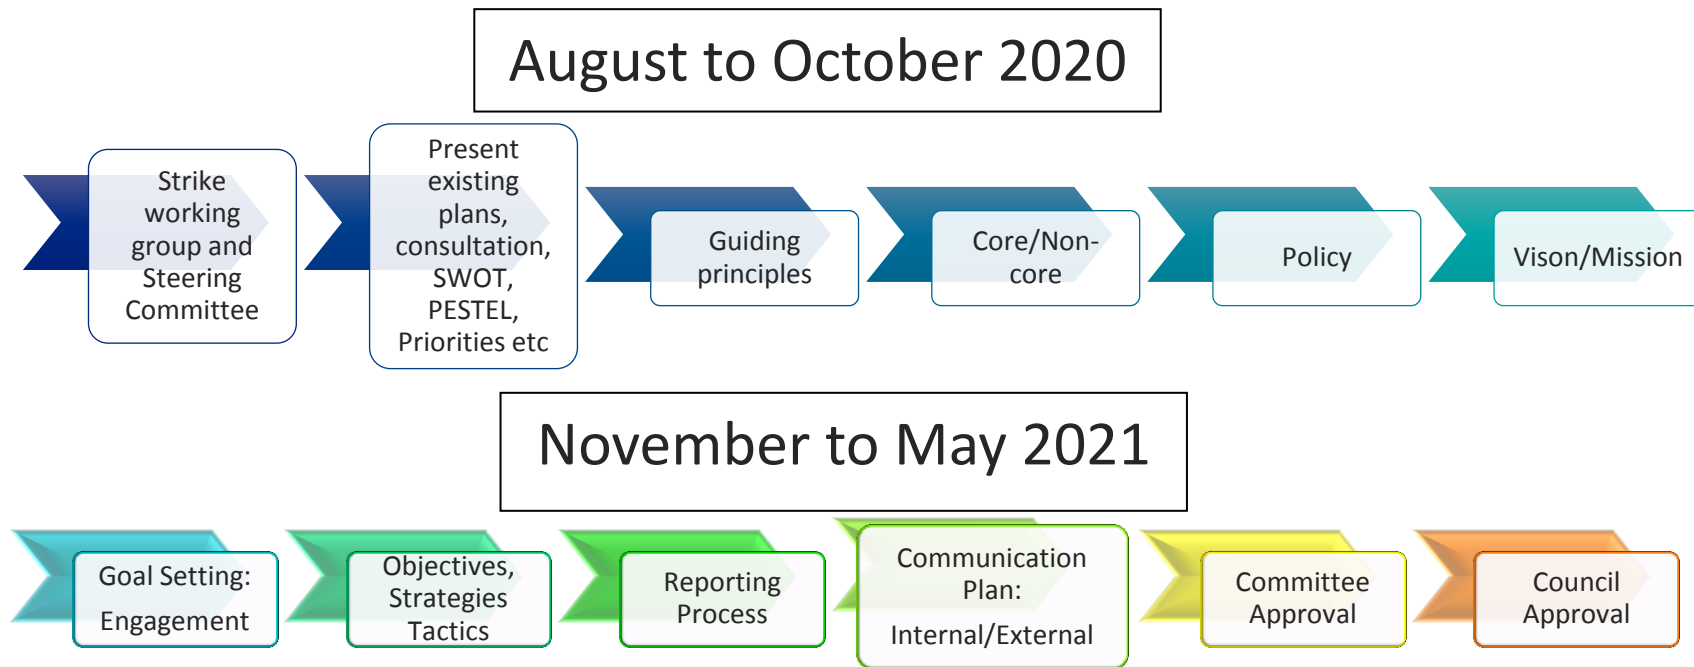 August to October 2020
Strike
working
group and
Steering
Committee
Present
existing
plans,
consultation,
SWOT,
PESTEL,
Priorities etc
Guiding
principles
Core/Non-
core
Policy
Vison/Mission
November to May 2021
Goal Setting:
Engagement
Objectives,
Strategies
Tactics
Reporting
Process
Communication
Plan:
Internal/External
Committee
Approval
Council
Approval